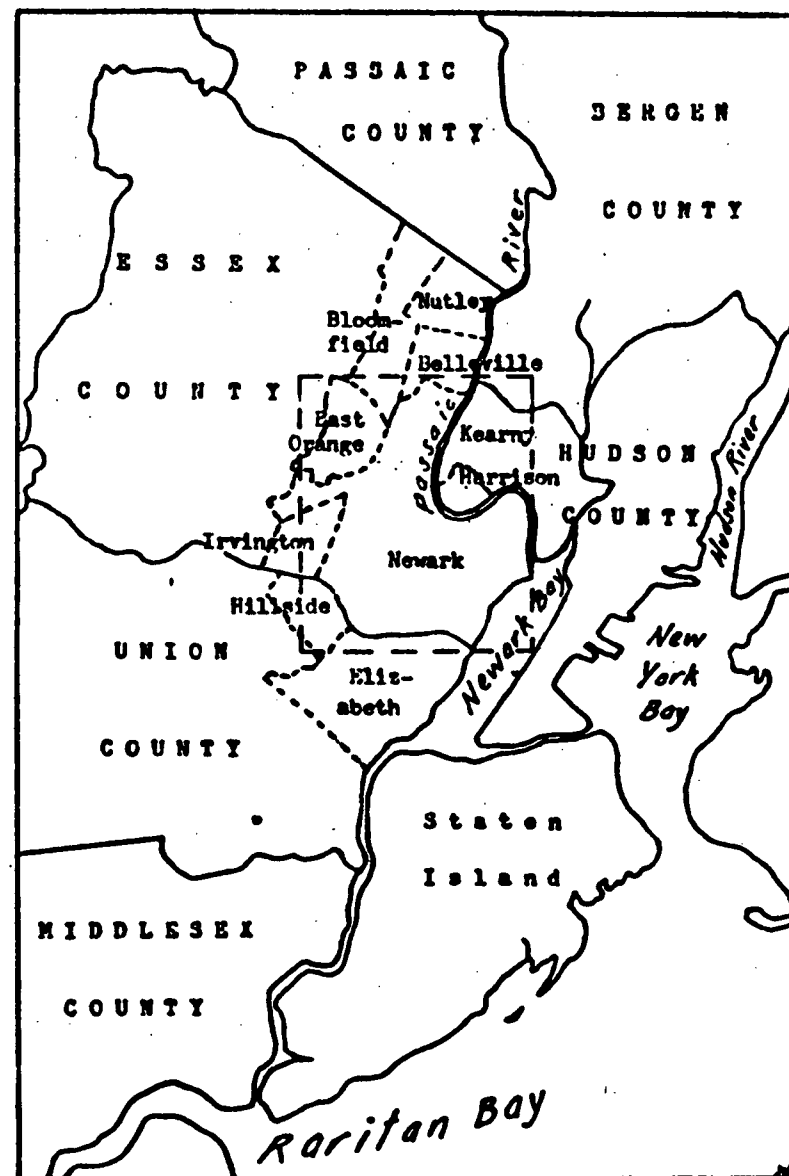 PASSAIC
COUNTY
BERGEN
COUNTY
River
ESSEX
COUNTY
Nutley
Bloom-
field
Belleville
East
Orange
Passaic
Kearny
Harrison
HUDSON
COUNTY
Hudson River
Irvington
Newark
Hillside
Newark Bay
New
York
Bay
UNION
COUNTY
Eliz-
abeth
Staten
Island
MIDDLESEX
COUNTY
Raritan Bay